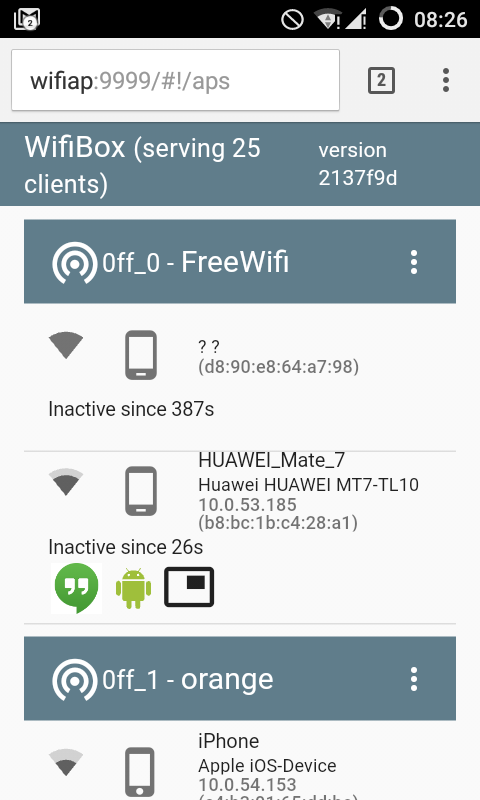 2
08:26
wifiap:9999/#!/aps
2
WifiBox (serving 25
clients)
version
2137f9d
0ff_0 - FreeWifi
? ?
(d8:90:e8:64:a7:98)
Inactive since 387s
HUAWEI_Mate_7
Huawei HUAWEI MT7-TL10
10.0.53.185
(b8:bc:1b:c4:28:a1)
Inactive since 26s
0ff_1 - orange
iPhone
Apple iOS-Device
10.0.54.153